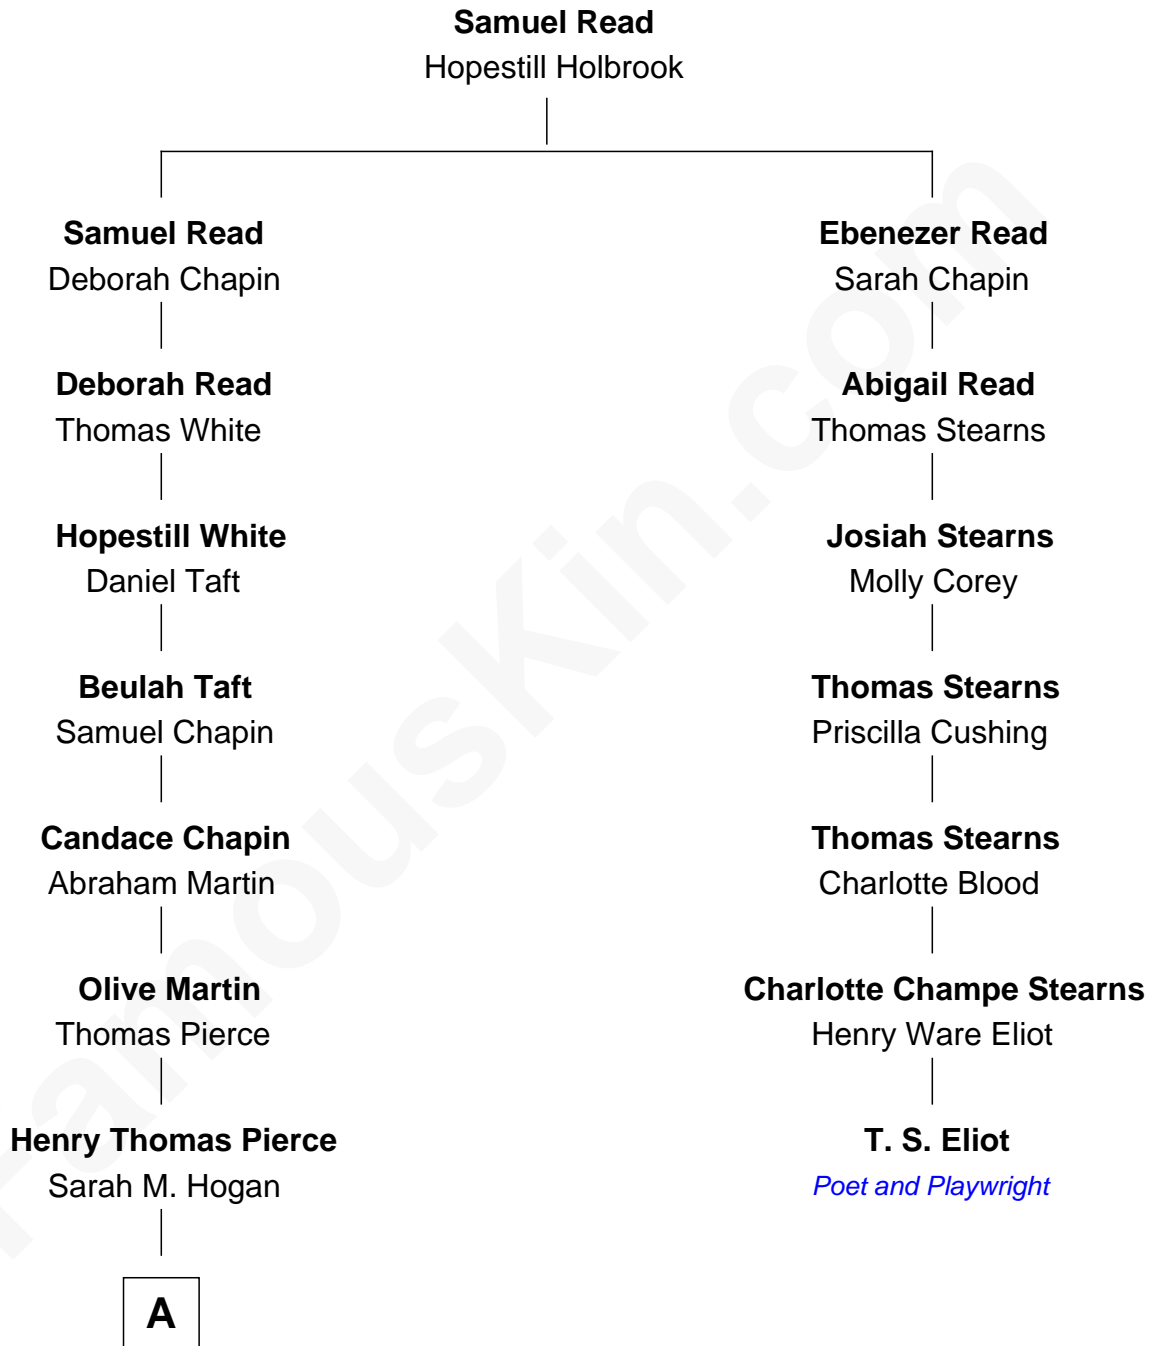 Samuel Read
Hopestill Holbrook
Samuel Read
Deborah Chapin
Ebenezer Read
Sarah Chapin
Deborah Read
Thomas White
Abigail Read
Thomas Stearns
Hopestill White
Daniel Taft
Josiah Stearns
Molly Corey
Beulah Taft
Samuel Chapin
Thomas Stearns
Priscilla Cushing
Candace Chapin
Abraham Martin
Thomas Stearns
Charlotte Blood
Olive Martin
Thomas Pierce
Charlotte Champe Stearns
Henry Ware Eliot
Henry Thomas Pierce
Sarah M. Hogan
T. S. Eliot
Poet and Playwright
A
FamousKin.com